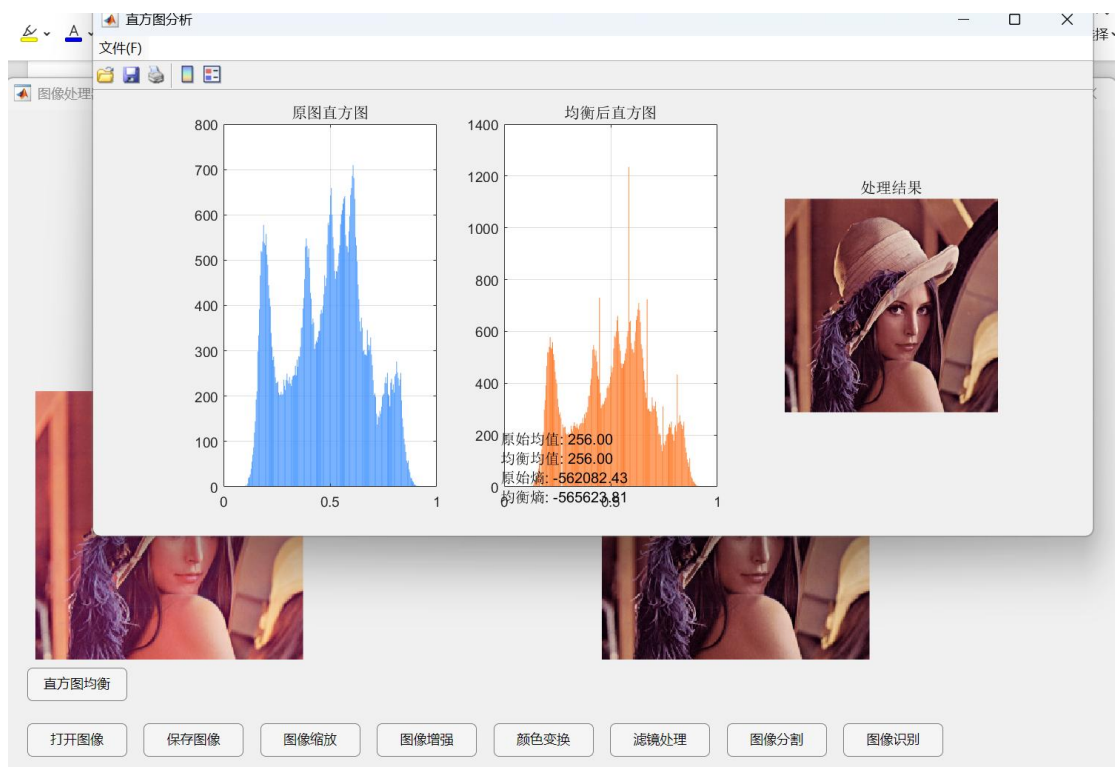 直方图分析
择
文件(F)
图像处理
原图直方图
800
700
600
500
400
300
200
100
0
0
0.5
1
均衡后直方图
1400
1200
1000
800
600
400
200
0
0
0.5
1
原始均值: 256.00
均衡均值: 256.00
原始熵: -562082.43
均衡熵: -565623.81
处理结果
直方图均衡
打开图像
保存图像
图像缩放
图像增强
颜色变换
滤镜处理
图像分割
图像识别